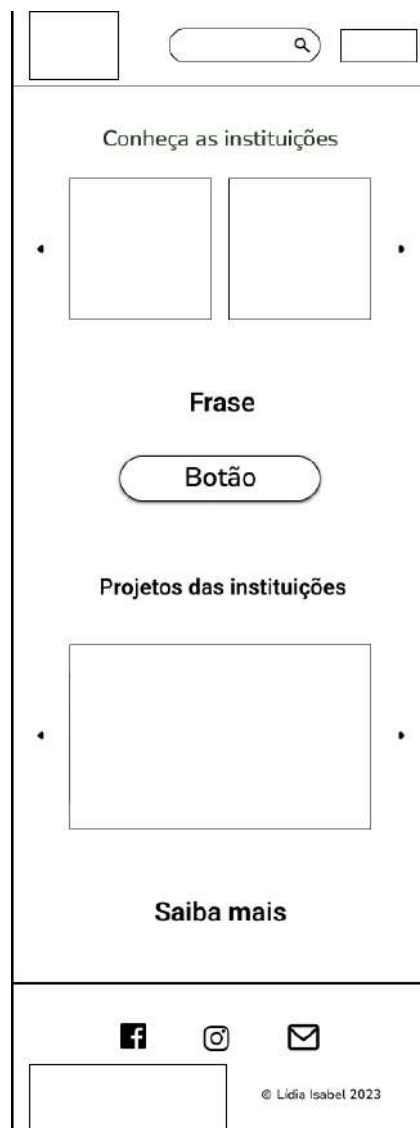 Conheça as instituições
Frase
Botão
Projetos das instituições
Saiba mais
© Lidia Isabel 2023